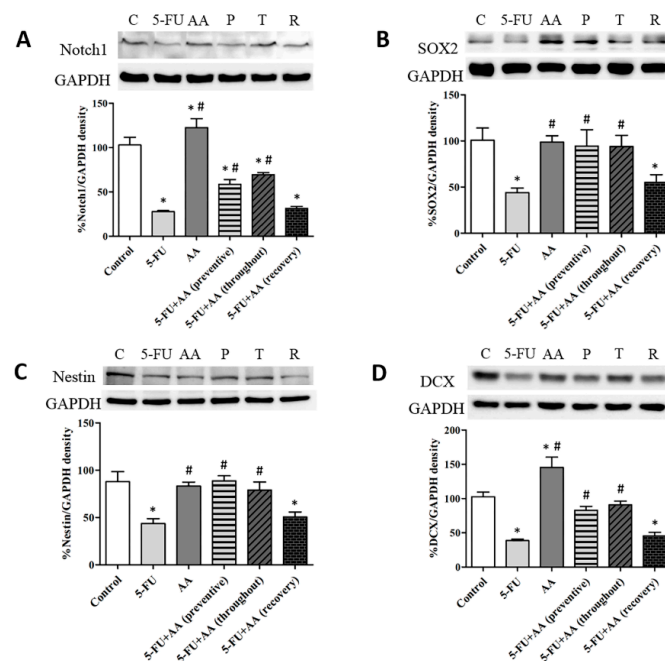 A
C 5-FU AA P T R
Notch1
GAPDH
%Notch1/GAPDH density
150
100
50
0
*
* #
* #
* #
*
Control
5-FU
AA
5-FU+AA (preventive)
5-FU+AA (throughout)
5-FU+AA (recovery)
B
C 5-FU AA P T R
SOX2
GAPDH
%SOX2/GAPDH density
150
100
50
0
*
#
#
#
*
Control
5-FU
AA
5-FU+AA (preventive)
5-FU+AA (throughout)
5-FU+AA (recovery)
C
C 5-FU AA P T R
Nestin
GAPDH
%Nestin/GAPDH density
150
100
50
0
*
#
#
#
*
Control
5-FU
AA
5-FU+AA (preventive)
5-FU+AA (throughout)
5-FU+AA (recovery)
D
C 5-FU AA P T R
DCX
GAPDH
%DCX/GAPDH density
200
150
100
50
0
*
* #
#
#
*
Control
5-FU
AA
5-FU+AA (preventive)
5-FU+AA (throughout)
5-FU+AA (recovery)